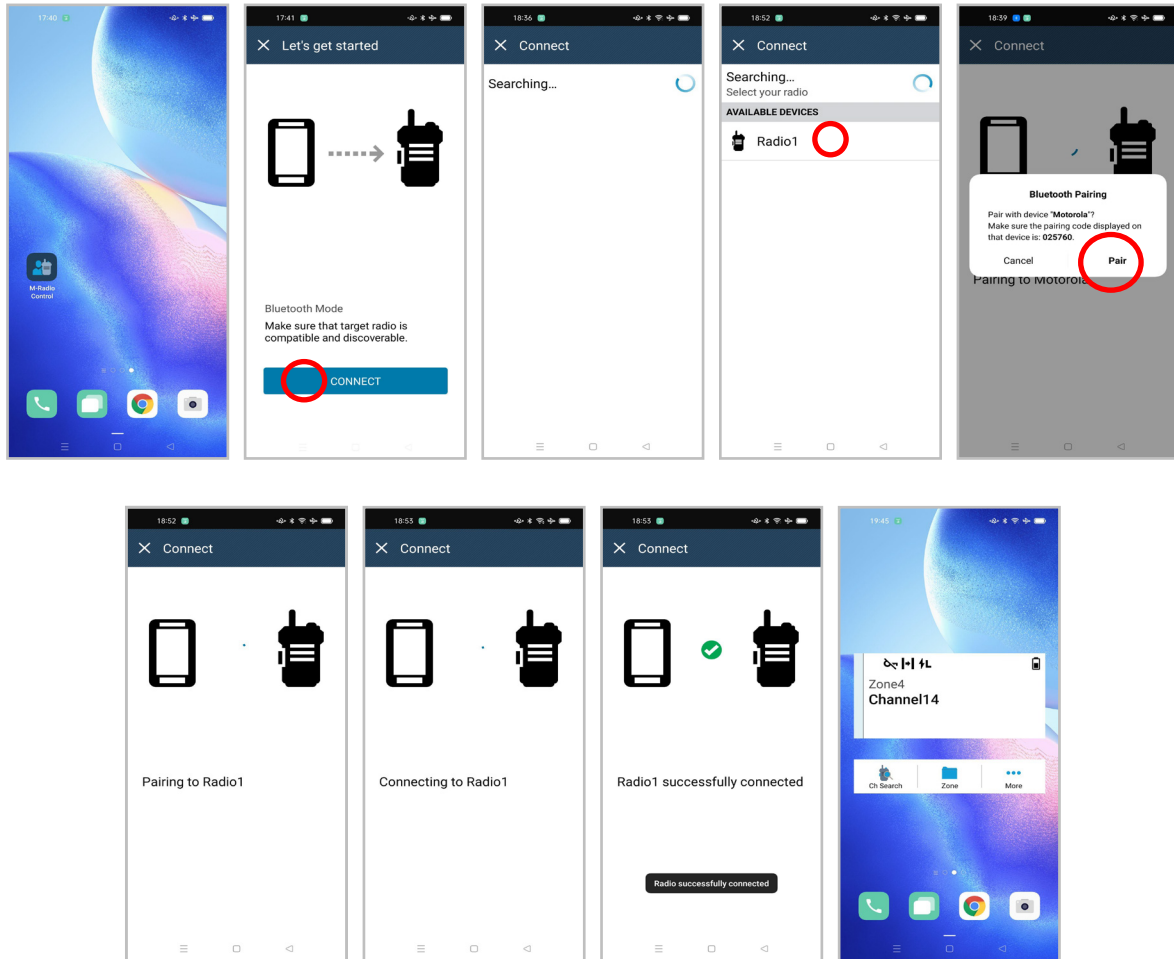 17:40
M-Radio
Control
17:41
Let's get started
Bluetooth Mode
Make sure that target radio is
compatible and discoverable.
CONNECT
18:36
Connect
Searching...
18:52
Connect
Searching...
Select your radio
AVAILABLE DEVICES
Radio1
18:39
Connect
Bluetooth Pairing
Pair with device "Motorola"?
Make sure the pairing code displayed on
that device is: 025760.
Cancel
Pair
Pairing to Motorola
18:52
Connect
Pairing to Radio1
18:53
Connect
Connecting to Radio1
18:53
Connect
Radio1 successfully connected
Radio successfully connected
19:45
L
Zone4
Channel14
Ch Search
Zone
More